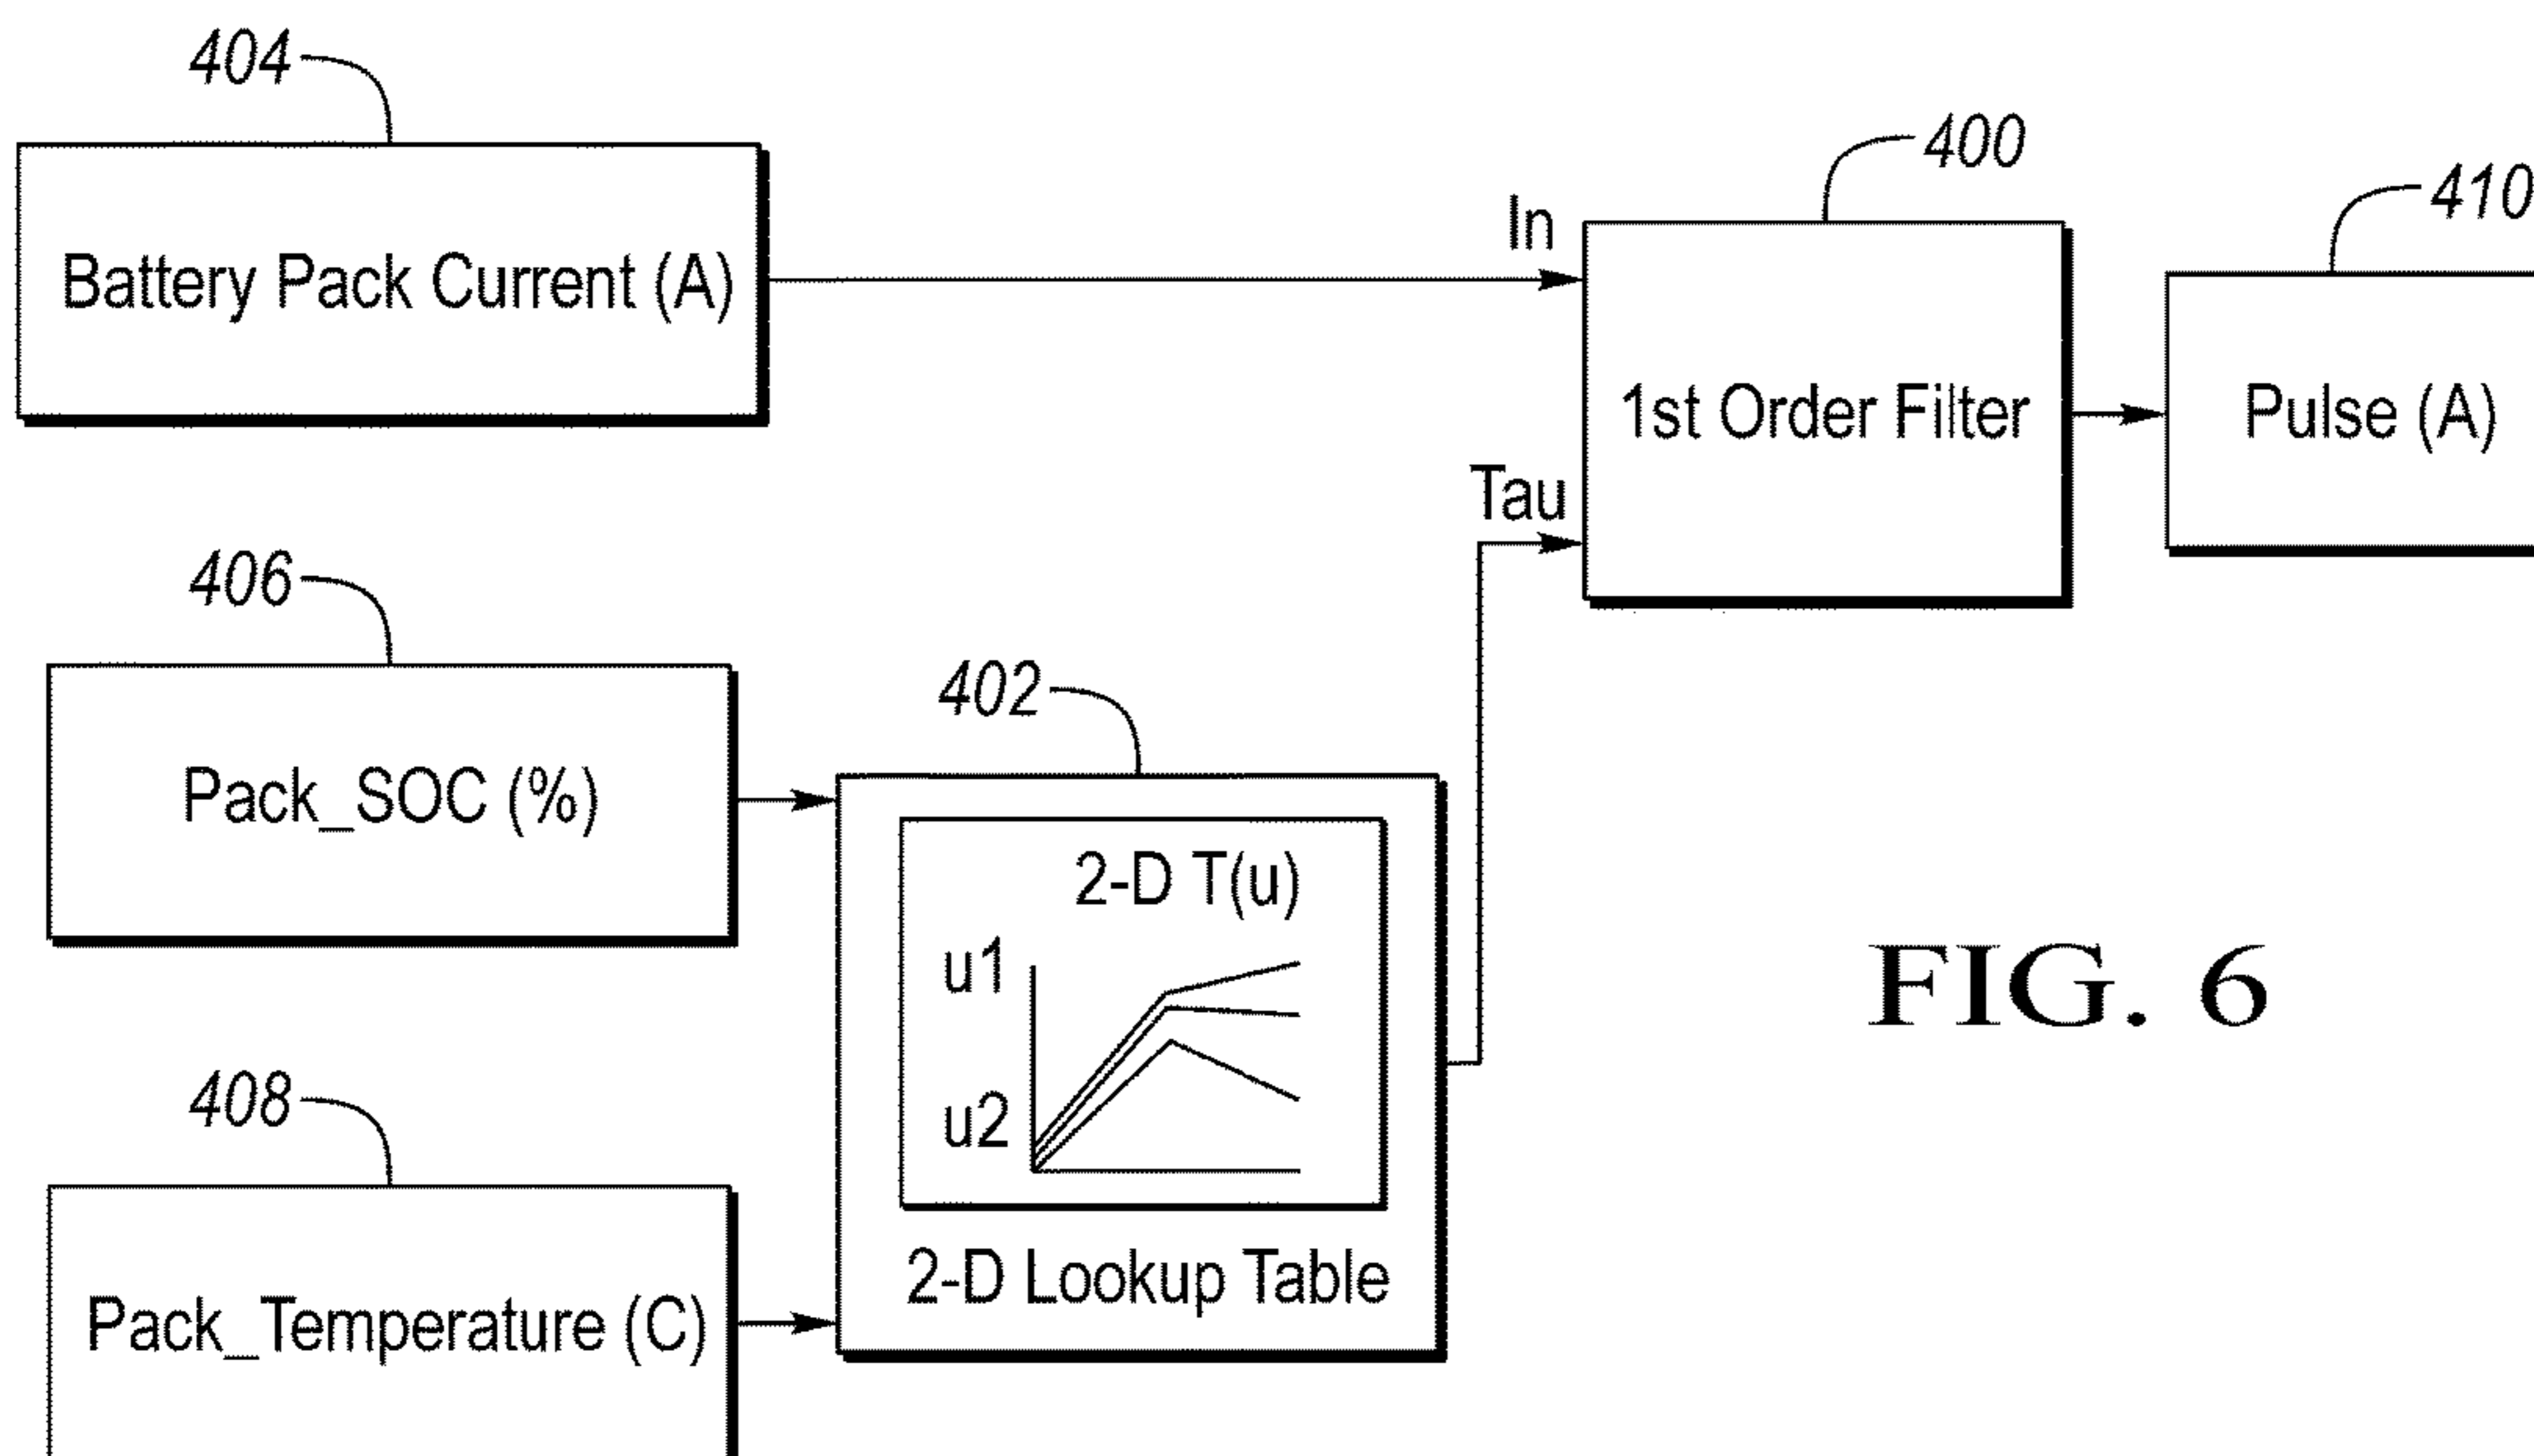 404
400
410
Battery Pack Current (A)
In
1st Order Filter
Pulse (A)
Tau
406
402
Pack_SOC (%)
2-D T(u)
u1
u2
2-D Lookup Table
408
Pack_Temperature (C)
FIG. 6